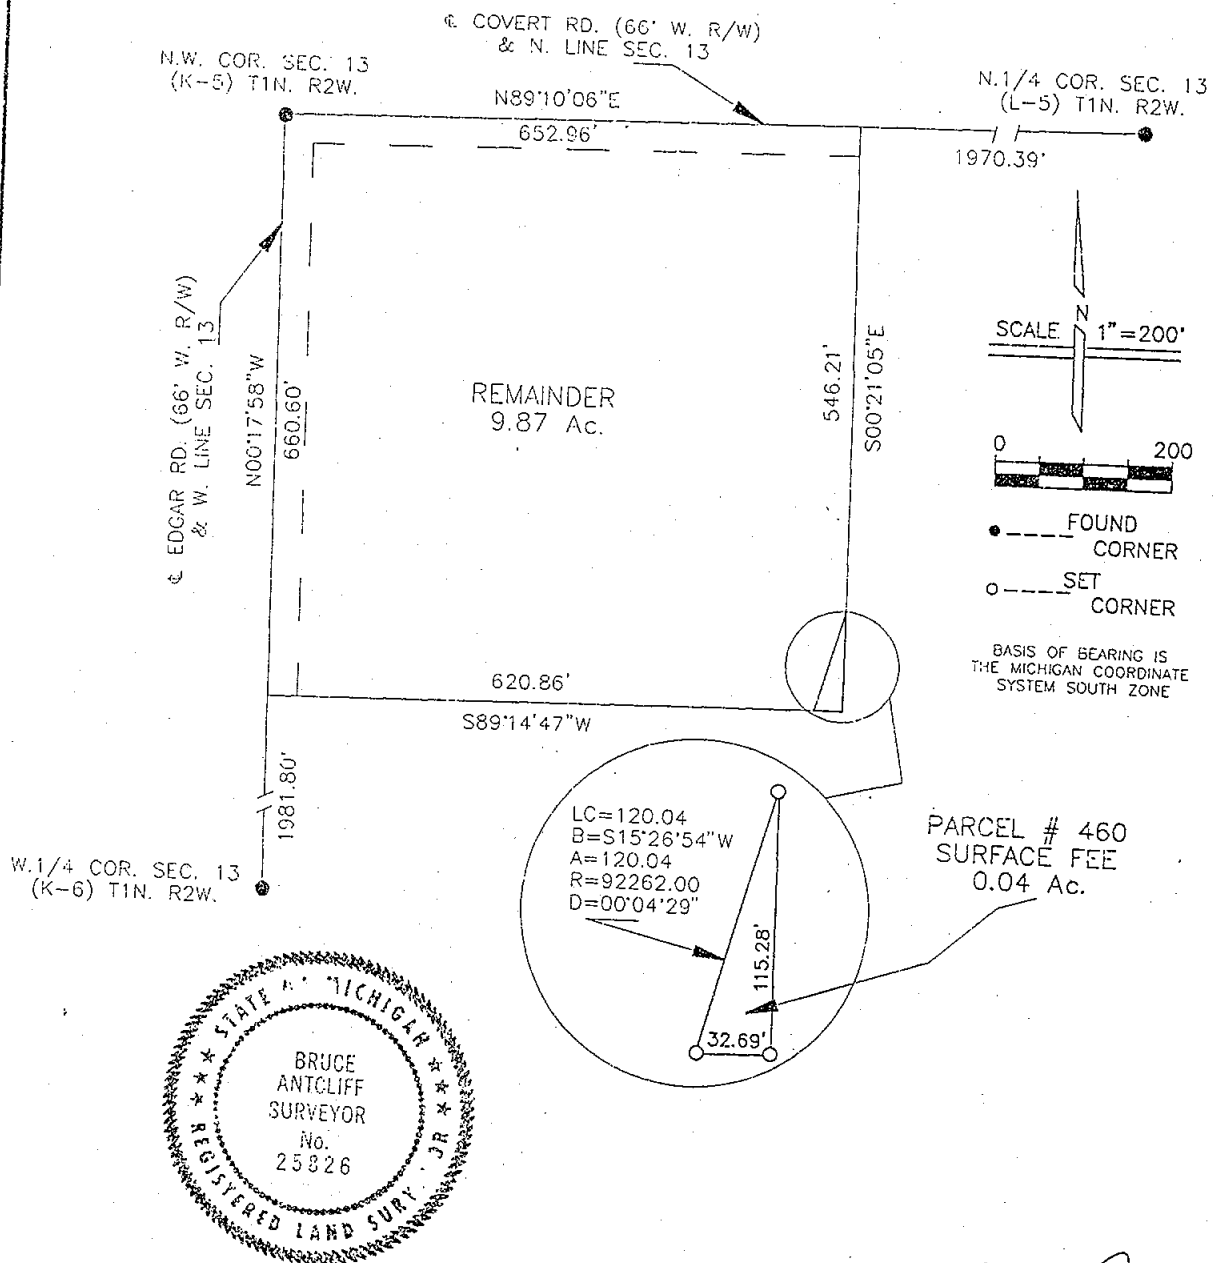 ℄ COVERT RD. (66' W. R/W)
& N. LINE SEC. 13
N.W. COR. SEC. 13
(K-5) T1N. R2W.
N.1/4 COR. SEC. 13
(L-5) T1N. R2W.
N89°10'06"E
652.96'
1970.39'
℄ EDGAR RD. (66' W. R/W)
& W. LINE SEC. 13
N00°17'58"W
660.60'
REMAINDER
9.87 Ac.
546.21'
S00°21'05"E
N
SCALE 1"=200'
0 200
FOUND
CORNER
SET
CORNER
BASIS OF BEARING IS
THE MICHIGAN COORDINATE
SYSTEM SOUTH ZONE
620.86'
S89°14'47"W
1981.80'
W.1/4 COR. SEC. 13
(K-6) T1N. R2W.
LC=120.04
B=S15°26'54"W
A=120.04
R=92262.00
D=00°04'29"
115.28'
32.69'
PARCEL # 460
SURFACE FEE
0.04 Ac.
STATE MICHIGAN
BRUCE
ANTCLIFF
SURVEYOR
No.
25826
REGISTERED LAND